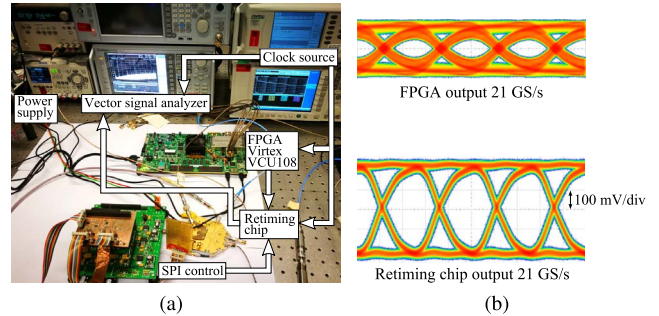 Clock source
Vector signal analyzer
Power
supply
FPGA
Virtex
VCU108
Retiming
chip
SPI control
(a)
FPGA output 21 GS/s
100 mV/div
Retiming chip output 21 GS/s
(b)